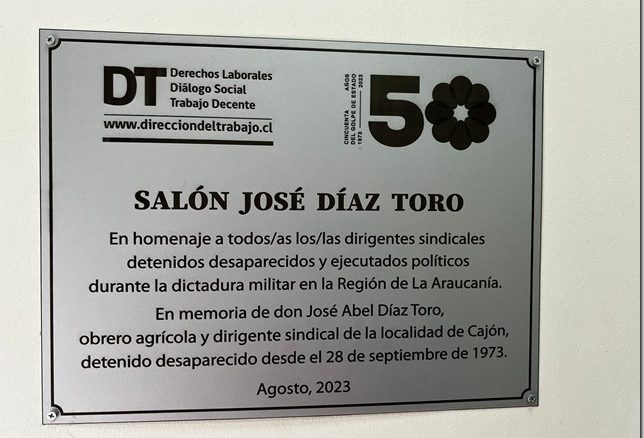 DT
Derechos Laborales
Diálogo Social
Trabajo Decente
www.direcciondeltrabajo.cl
CINCUENTA AÑOS
DEL GOLPE DE ESTADO
1973 2023
50
SALÓN JOSÉ DÍAZ TORO
En homenaje a todos/as los/las dirigentes sindicales
detenidos desaparecidos y ejecutados políticos
durante la dictadura militar en la Región de La Araucanía.
En memoria de don José Abel Díaz Toro,
obrero agrícola y dirigente sindical de la localidad de Cajón,
detenido desaparecido desde el 28 de septiembre de 1973.
Agosto, 2023